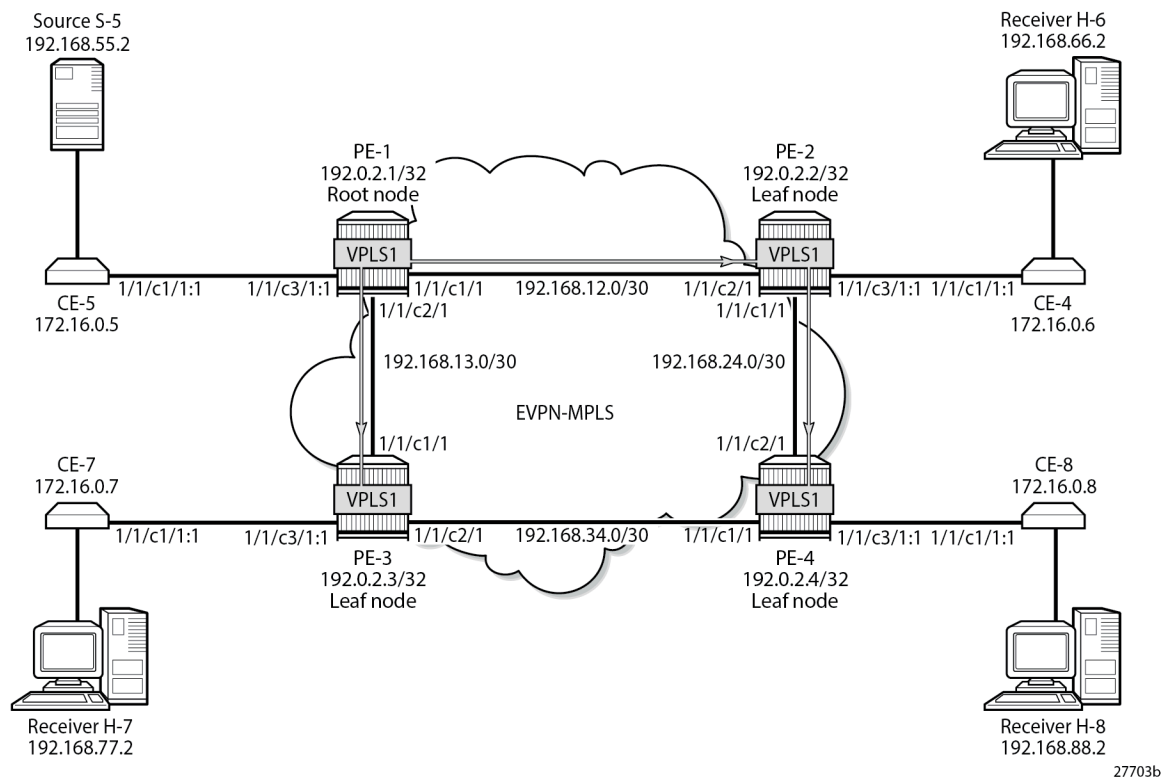 Source S-5
192.168.55.2
Receiver H-6
192.168.66.2
PE-1
192.0.2.1/32
Root node
PE-2
192.0.2.2/32
Leaf node
VPLS1
VPLS1
1/1/c1/1:1
1/1/c3/1:1
1/1/c1/1
192.168.12.0/30
1/1/c2/1
1/1/c3/1:1
1/1/c1/1:1
CE-5
172.16.0.5
1/1/c2/1
1/1/c1/1
CE-4
172.16.0.6
192.168.13.0/30
192.168.24.0/30
EVPN-MPLS
1/1/c1/1
1/1/c2/1
CE-7
172.16.0.7
CE-8
172.16.0.8
VPLS1
VPLS1
1/1/c1/1:1
1/1/c3/1:1
1/1/c2/1
192.168.34.0/30
1/1/c1/1
1/1/c3/1:1
1/1/c1/1:1
PE-3
192.0.2.3/32
Leaf node
PE-4
192.0.2.4/32
Leaf node
Receiver H-7
192.168.77.2
Receiver H-8
192.168.88.2
27703b